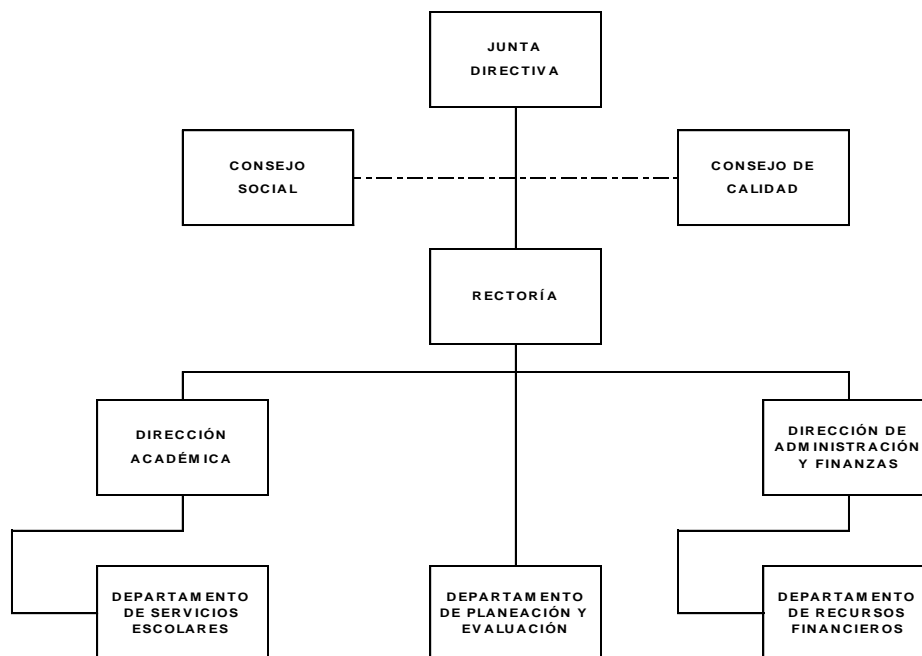 JUNTA
DIRECTIVA
CONSEJO
SOCIAL
CONSEJO DE
CALIDAD
RECTORÍA
DIRECCIÓN
ACADÉMICA
DIRECCIÓN DE
ADMINISTRACIÓN
Y FINANZAS
DEPARTAMENTO
DE SERVICIOS
ESCOLARES
DEPARTAMENTO
DE PLANEACIÓN Y
EVALUACIÓN
DEPARTAMENTO
DE RECURSOS
FINANCIEROS